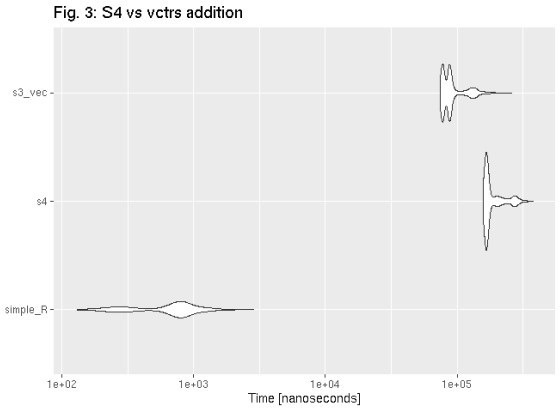 Fig. 3: S4 vs vctrs addition
s3_vec
s4
simple_R
1e+02 1e+03 1e+04 1e+05
Time [nanoseconds]